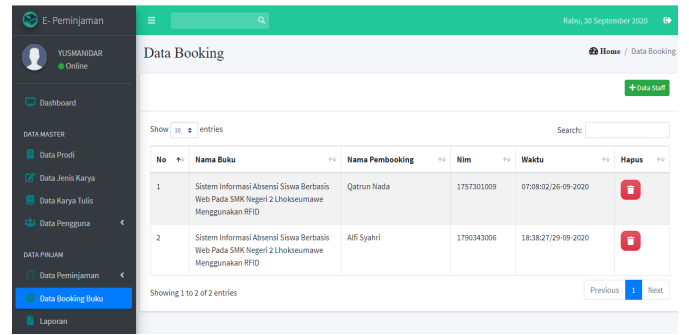 E- Peminjaman
Rabu, 30 September 2020
YUSMANIDAR
Online
Data Booking
Home / Data Booking
Dashboard
+ Data Staff
DATA MASTER
Data Prodi
Data Jenis Karya
Data Karya Tulis
Data Pengguna
DATA PINJAM
Data Peminjaman
Data Booking Buku
Laporan
Show 10 entries
Search:
No Nama Buku Nama Pembooking Nim Waktu Hapus
1 Sistem Informasi Absensi Siswa Berbasis Qatrun Nada 1757301009 07:08:02/26-09-2020
Web Pada SMK Negeri 2 Lhokseumawe
Menggunakan RFID
2 Sistem Informasi Absensi Siswa Berbasis Alfi Syahri 1790343006 18:38:27/29-09-2020
Web Pada SMK Negeri 2 Lhokseumawe
Menggunakan RFID
Showing 1 to 2 of 2 entries
Previous 1 Next